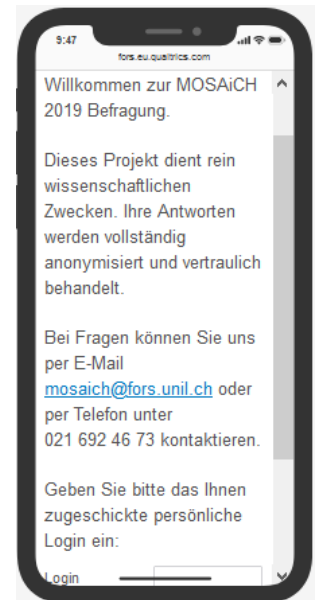 9:47
fors.eu.qualtrics.com
Willkommen zur MOSAiCH
2019 Befragung.
Dieses Projekt dient rein
wissenschaftlichen
Zwecken. Ihre Antworten
werden vollständig
anonymisiert und vertraulich
behandelt.
Bei Fragen können Sie uns
per E-Mail
mosaich@fors.unil.ch oder
per Telefon unter
021 692 46 73 kontaktieren.
Geben Sie bitte das Ihnen
zugeschickte persönliche
Login ein:
Login